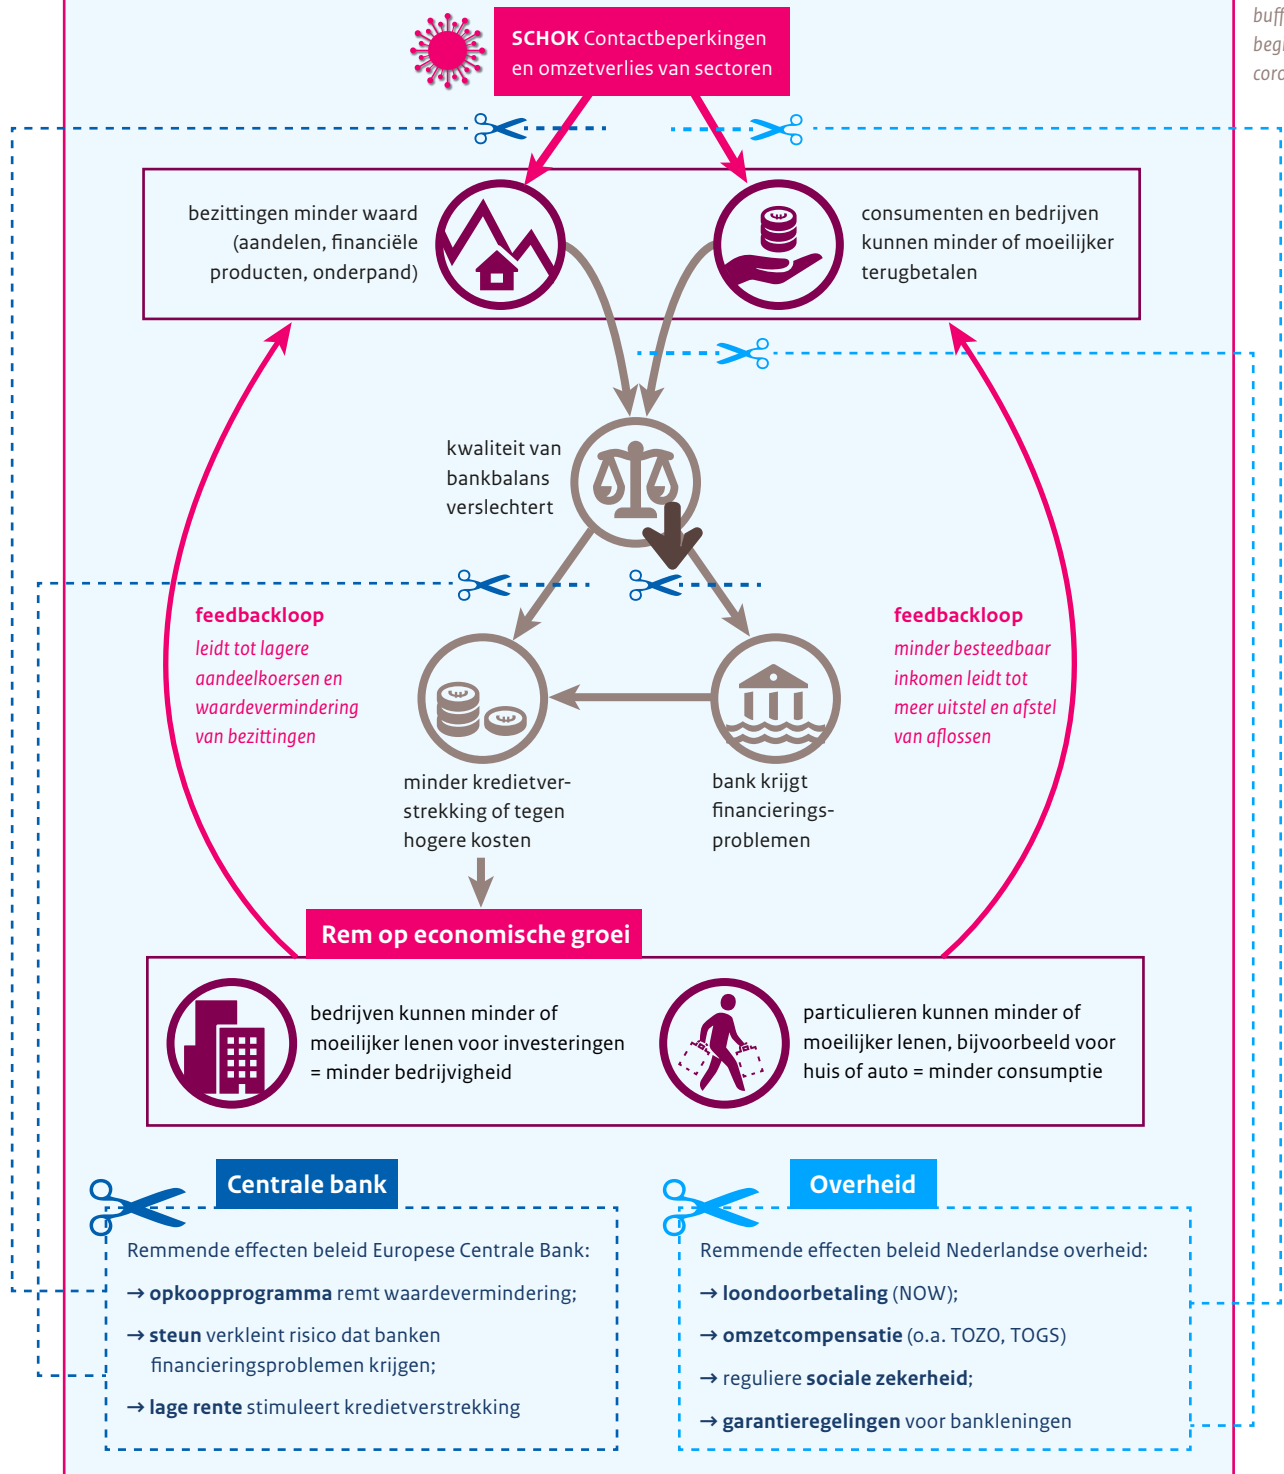 SCHOK Contactbeperkingen
en omzetverlies van sectoren
bezittingen minder waard
(aandelen, financiële
producten, onderpand)
consumenten en bedrijven
kunnen minder of moeilijker
terugbetalen
kwaliteit van
bankbalans
verslechtert
feedbackloop
leidt tot lagere
aandeelkoersen en
waardevermindering
van bezittingen
feedbackloop
minder besteedbaar
inkomen leidt tot
meer uitstel en afstel
van aflossen
minder kredietver-
strekking of tegen
hogere kosten
bank krijgt
financierings-
problemen
Rem op economische groei
bedrijven kunnen minder of
moeilijker lenen voor investeringen
= minder bedrijvigheid
particulieren kunnen minder of
moeilijker lenen, bijvoorbeeld voor
huis of auto = minder consumptie
Centrale bank
Remmende effecten beleid Europese Centrale Bank:
→ opkoopprogramma remt waardevermindering;
→ steun verkleint risico dat banken
financieringsproblemen krijgen;
→ lage rente stimuleert kredietverstrekking
Overheid
Remmende effecten beleid Nederlandse overheid:
→ loondoorbetaling (NOW);
→ omzetcompensatie (o.a. TOZO, TOGS)
→ reguliere sociale zekerheid;
→ garantieregelingen voor bankleningen